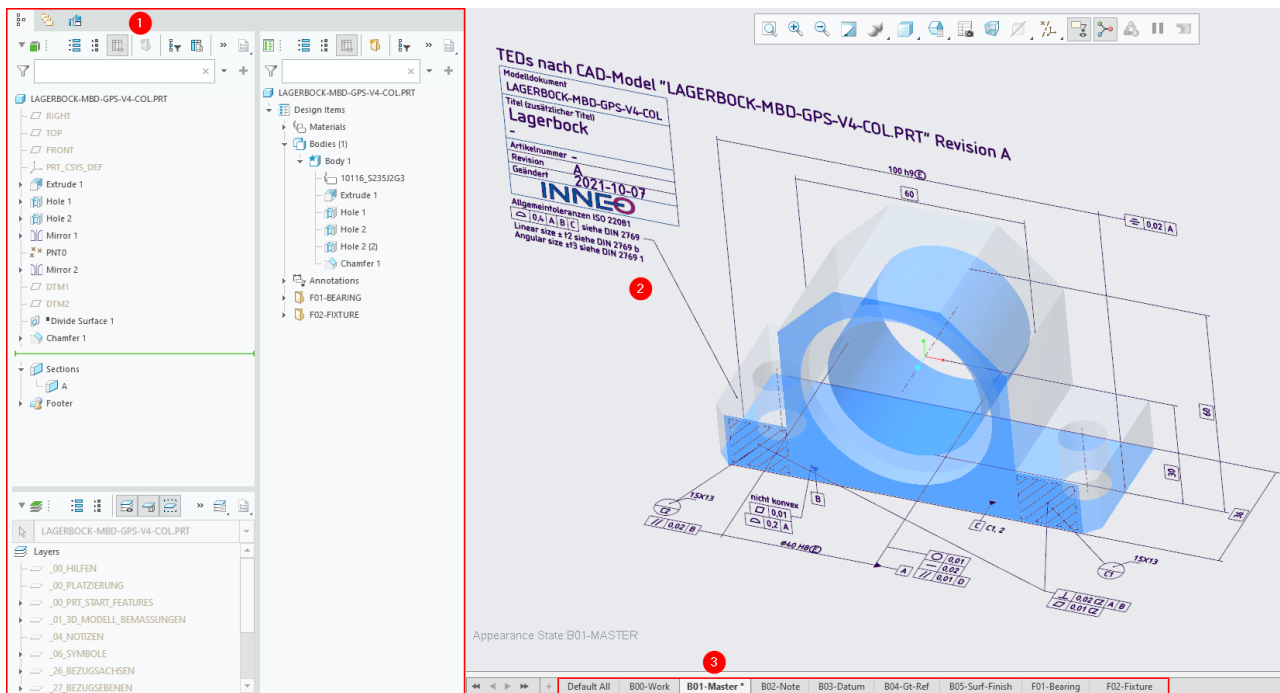 1
LAGERBOCK-MBD-GPS-V4-COL.PRT
RIGHT
TOP
FRONT
PRT_CSYS_DEF
Extrude 1
Hole 1
Hole 2
Mirror 1
PNT0
Mirror 2
DTM1
DTM2
Divide Surface 1
Chamfer 1
Sections
A
Footer
LAGERBOCK-MBD-GPS-V4-COL.PRT
Layers
_00_HILFEN
_00_PLATZIERUNG
_00_PRT_START_FEATURES
_01_3D_MODELL_BEMASSUNGEN
_04_NOTIZEN
_06_SYMBOLE
_26_BEZUGSACHSEN
_27_BEZUGSEBENEN
LAGERBOCK-MBD-GPS-V4-COL.PRT
Design Items
Materials
Bodies (1)
Body 1
10116_S235J2G3
Extrude 1
Hole 1
Hole 2
Hole 2 (2)
Chamfer 1
Annotations
F01-BEARING
F02-FIXTURE
TEDs nach CAD-Model "LAGERBOCK-MBD-GPS-V4-COL.PRT" Revision A
Modelldokument
LAGERBOCK-MBD-GPS-V4-COL
Titel (zusätzlicher Titel)
Lagerbock
-
Artikelnummer -
Revision A
Geändert 2021-10-07
INNEO
Allgemeintoleranzen ISO 22081
0,4 A B C siehe DIN 2769
Linear size ± t2 siehe DIN 2769 b
Angular size ±t3 siehe DIN 2769 1
2
100 h9Ⓔ
60
0,02 A
60
30
15X13
C2
0,02 B
nicht konvex
0,01
0,2 A
B
ø40 H8Ⓔ
A
C C1, 2
0,01
0,02
0,01 D
15X13
C1
0,02 CZ A B
0,01 CZ
Appearance State:B01-MASTER
3
Default All B00-Work B01-Master * B02-Note B03-Datum B04-Gt-Ref B05-Surf-Finish F01-Bearing F02-Fixture